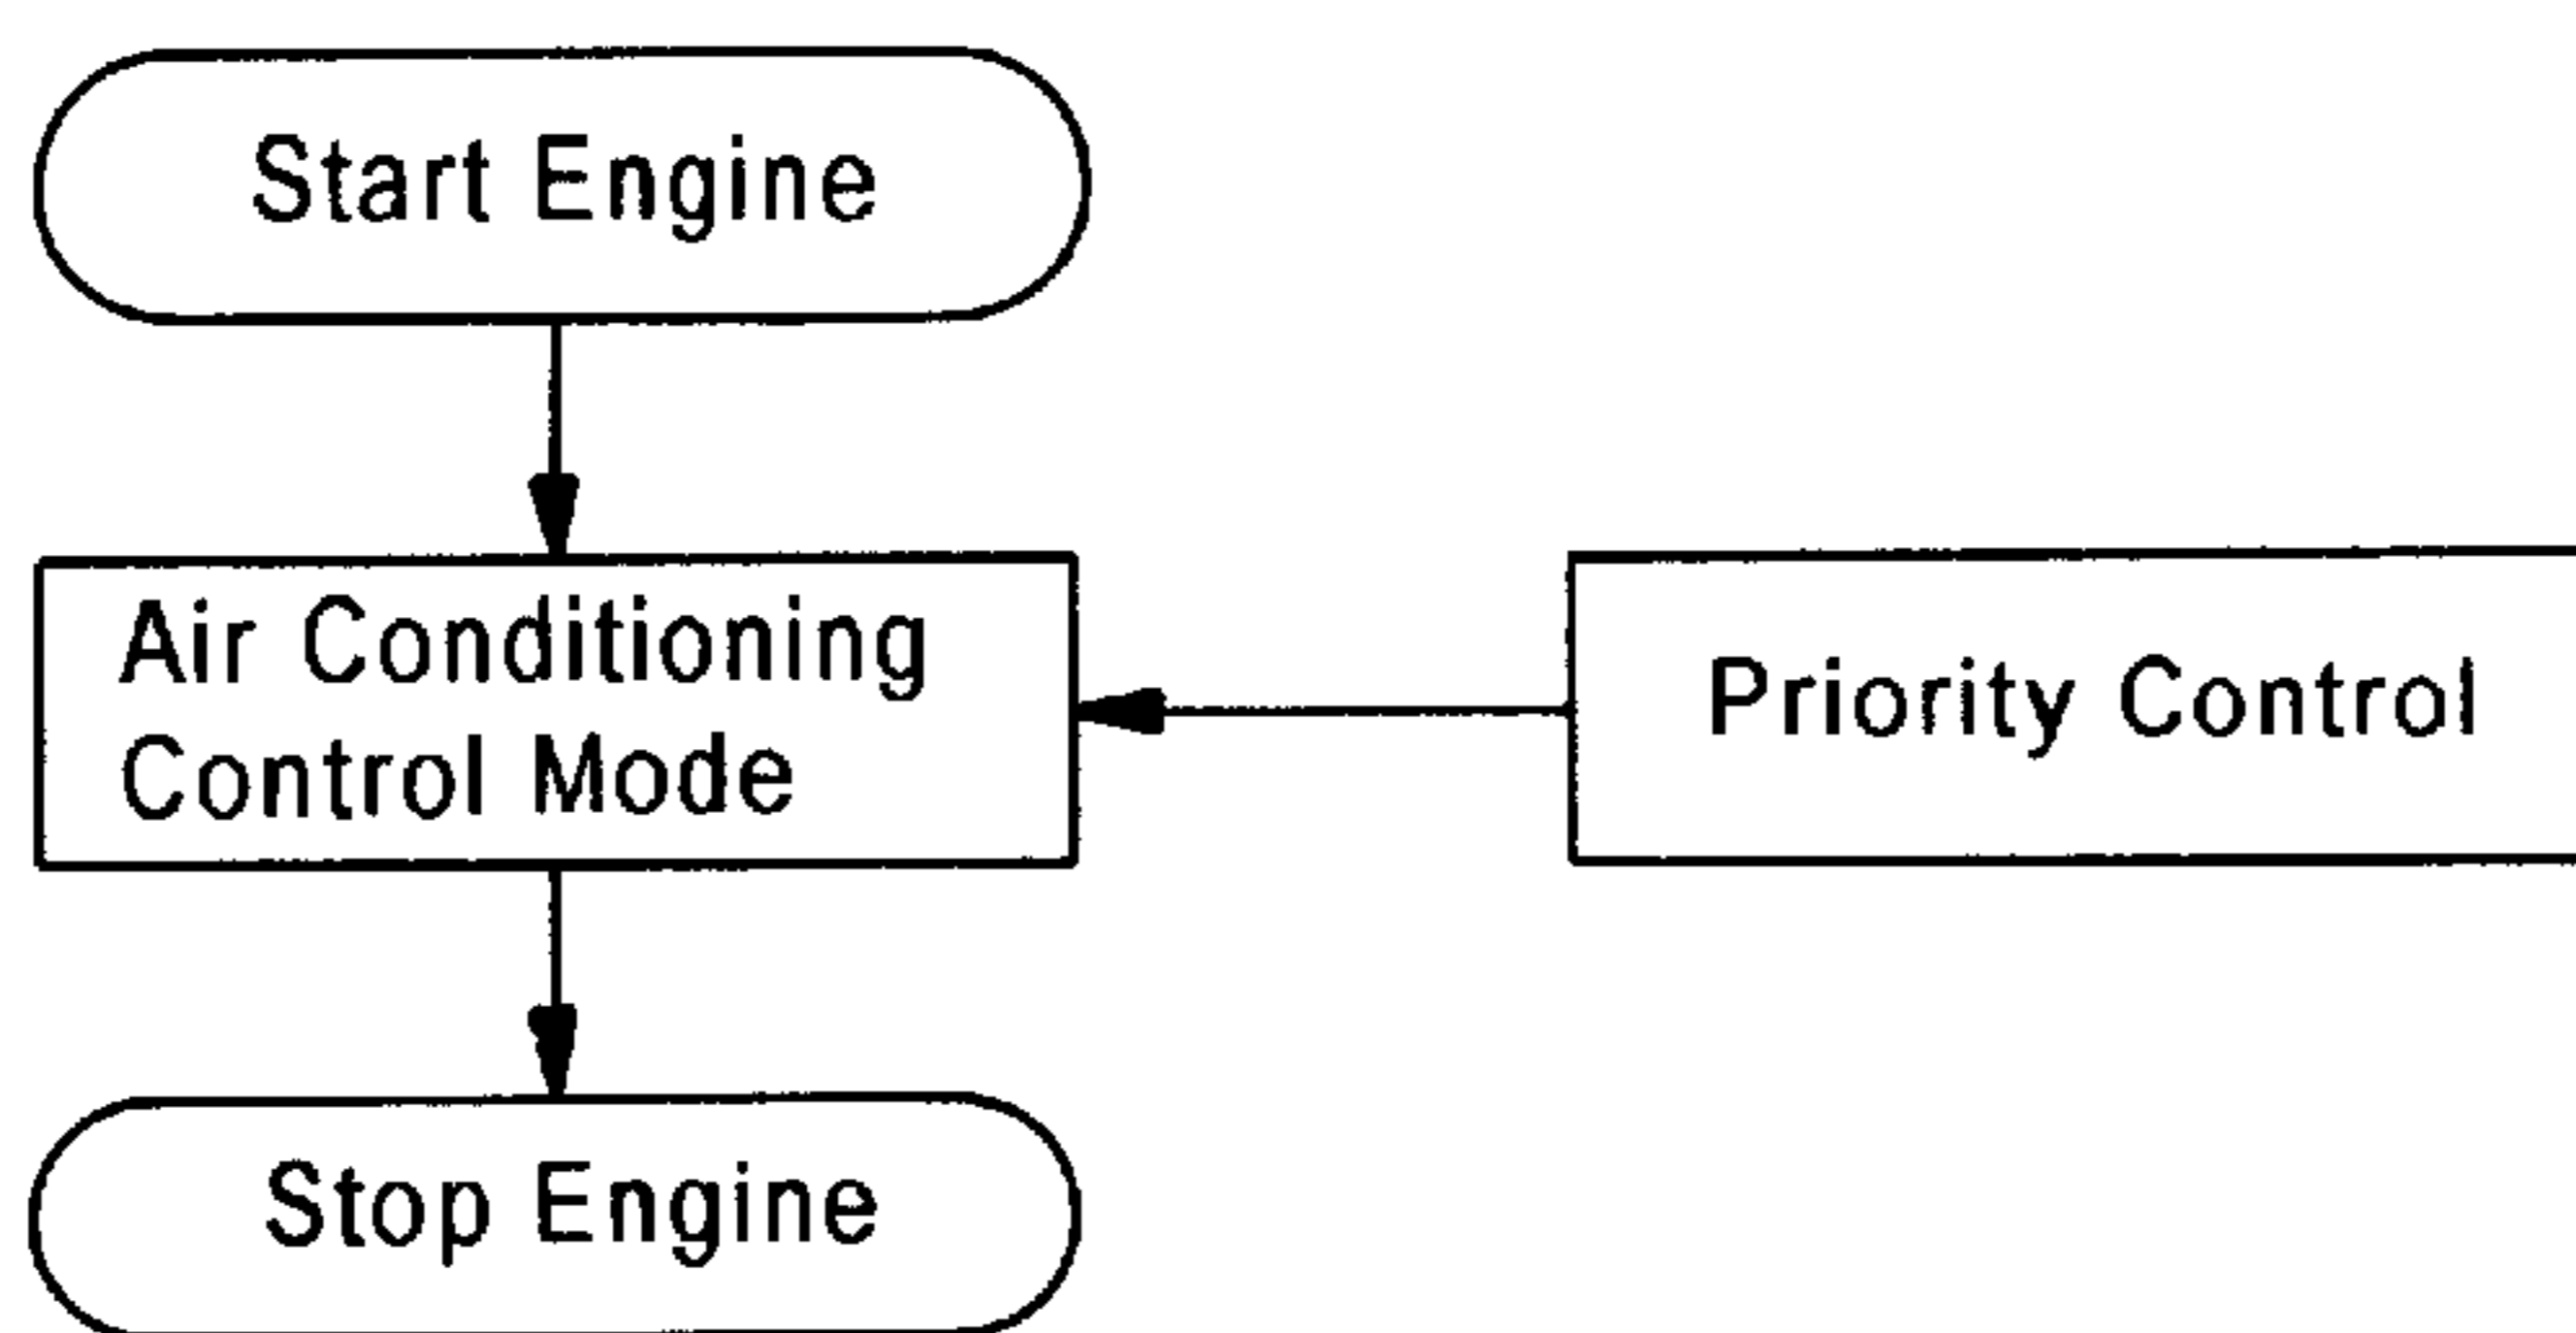 Start Engine
Air Conditioning
Control Mode
Priority Control
Stop Engine